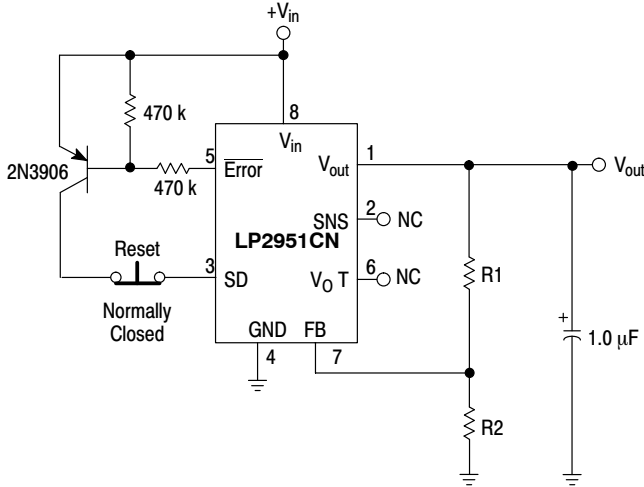 +Vin
470 k
8
Vin
2N3906
470 k
5
Error
Vout
1
Vout
SNS
2
NC
LP2951CN
Reset
3
SD
VO T
6
NC
R1
Normally
Closed
GND
FB
4
7
+
1.0 µF
R2